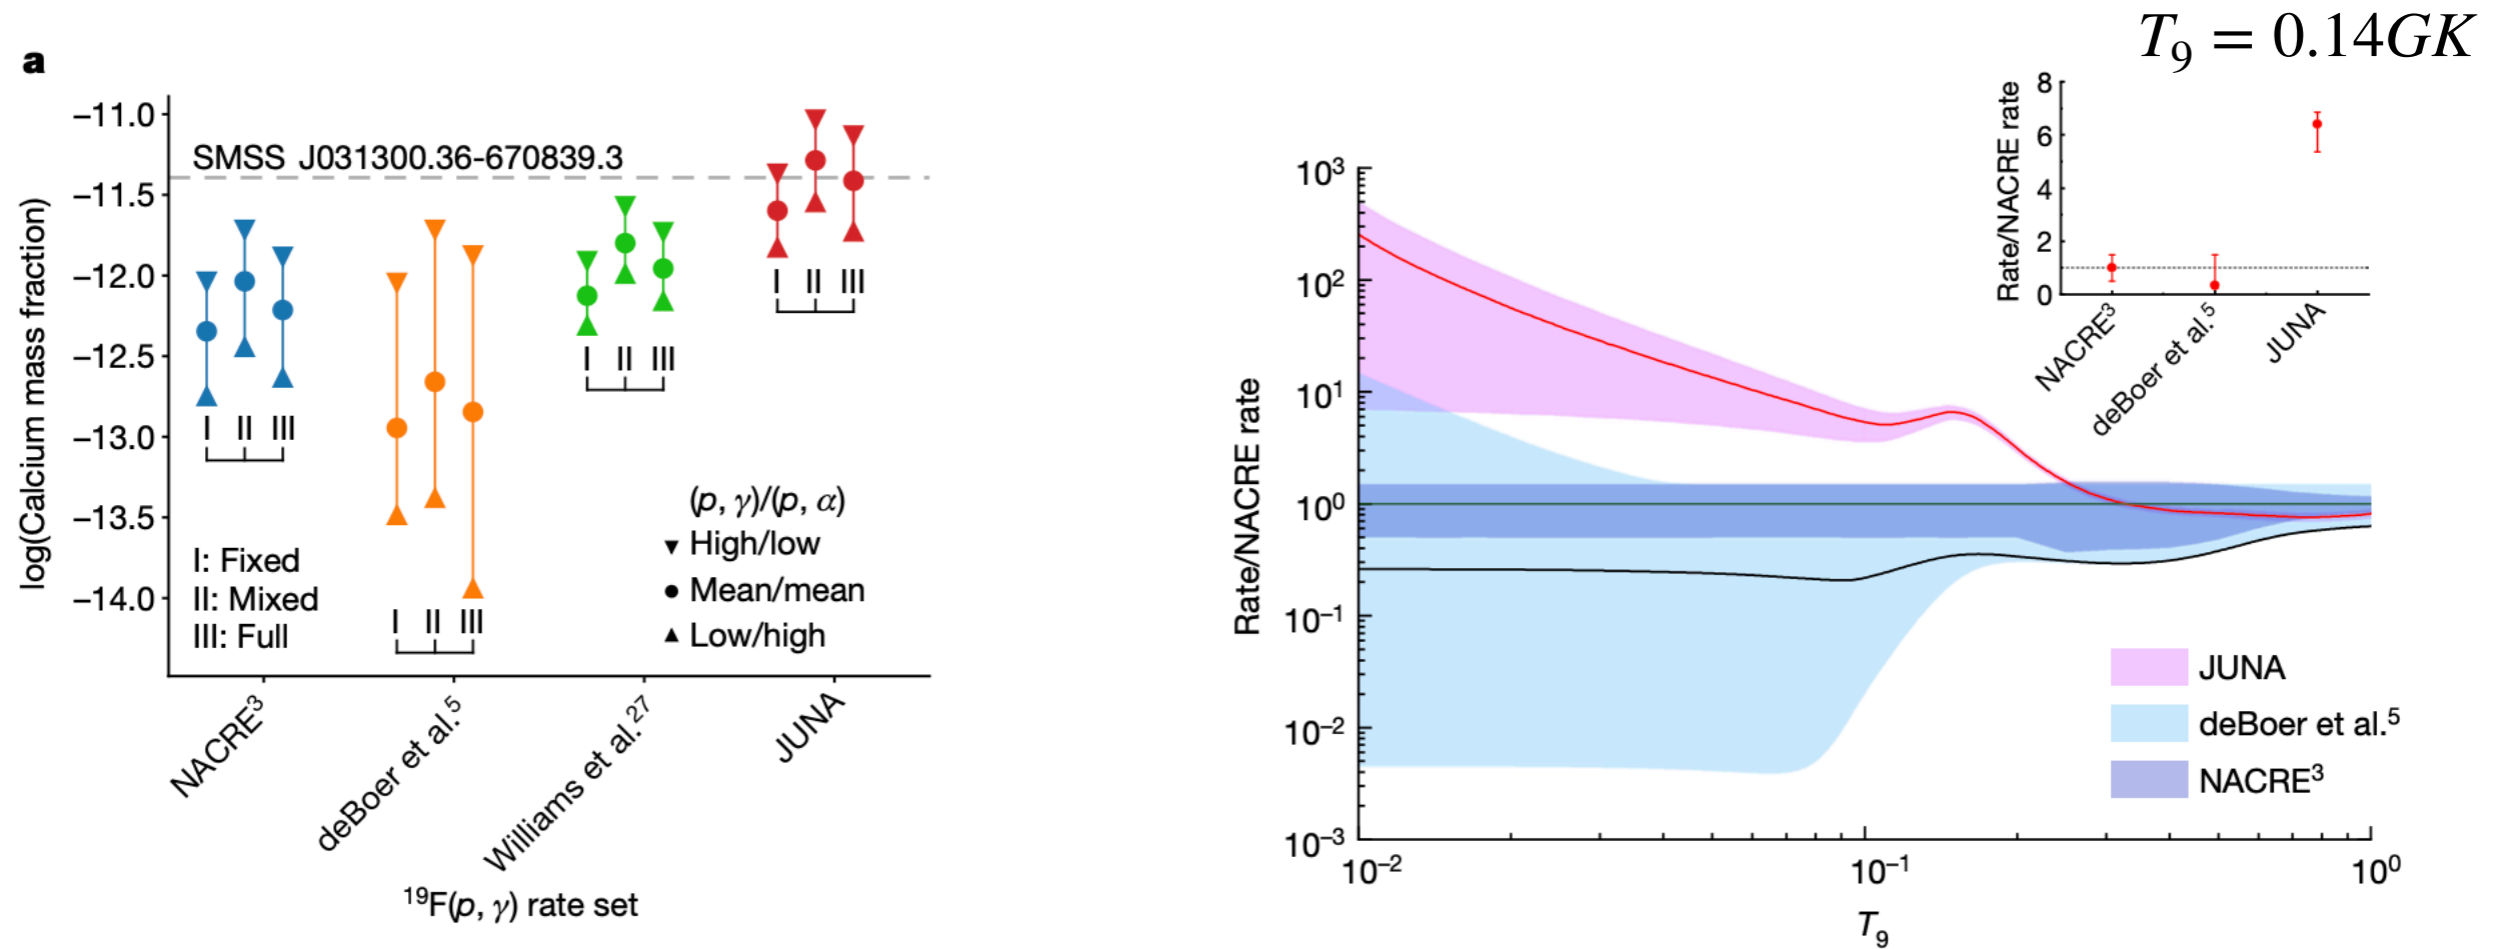 a
log(Calcium mass fraction)
−11.0
−11.5
−12.0
−12.5
−13.0
−13.5
−14.0
SMSS J031300.36-670839.3
I II III
I II III
I II III
I II III
I: Fixed
II: Mixed
III: Full
(p, γ)/(p, α)
▼ High/low
● Mean/mean
▲ Low/high
NACRE³
deBoer et al.⁵
Williams et al.²⁷
JUNA
¹⁹F(p, γ) rate set
T₉ = 0.14GK
Rate/NACRE rate
8
6
4
2
0
NACRE³
deBoer et al.⁵
JUNA
Rate/NACRE rate
10³
10²
10¹
10⁰
10⁻¹
10⁻²
10⁻³
JUNA
deBoer et al.⁵
NACRE³
10⁻² 10⁻¹ 10⁰
T₉